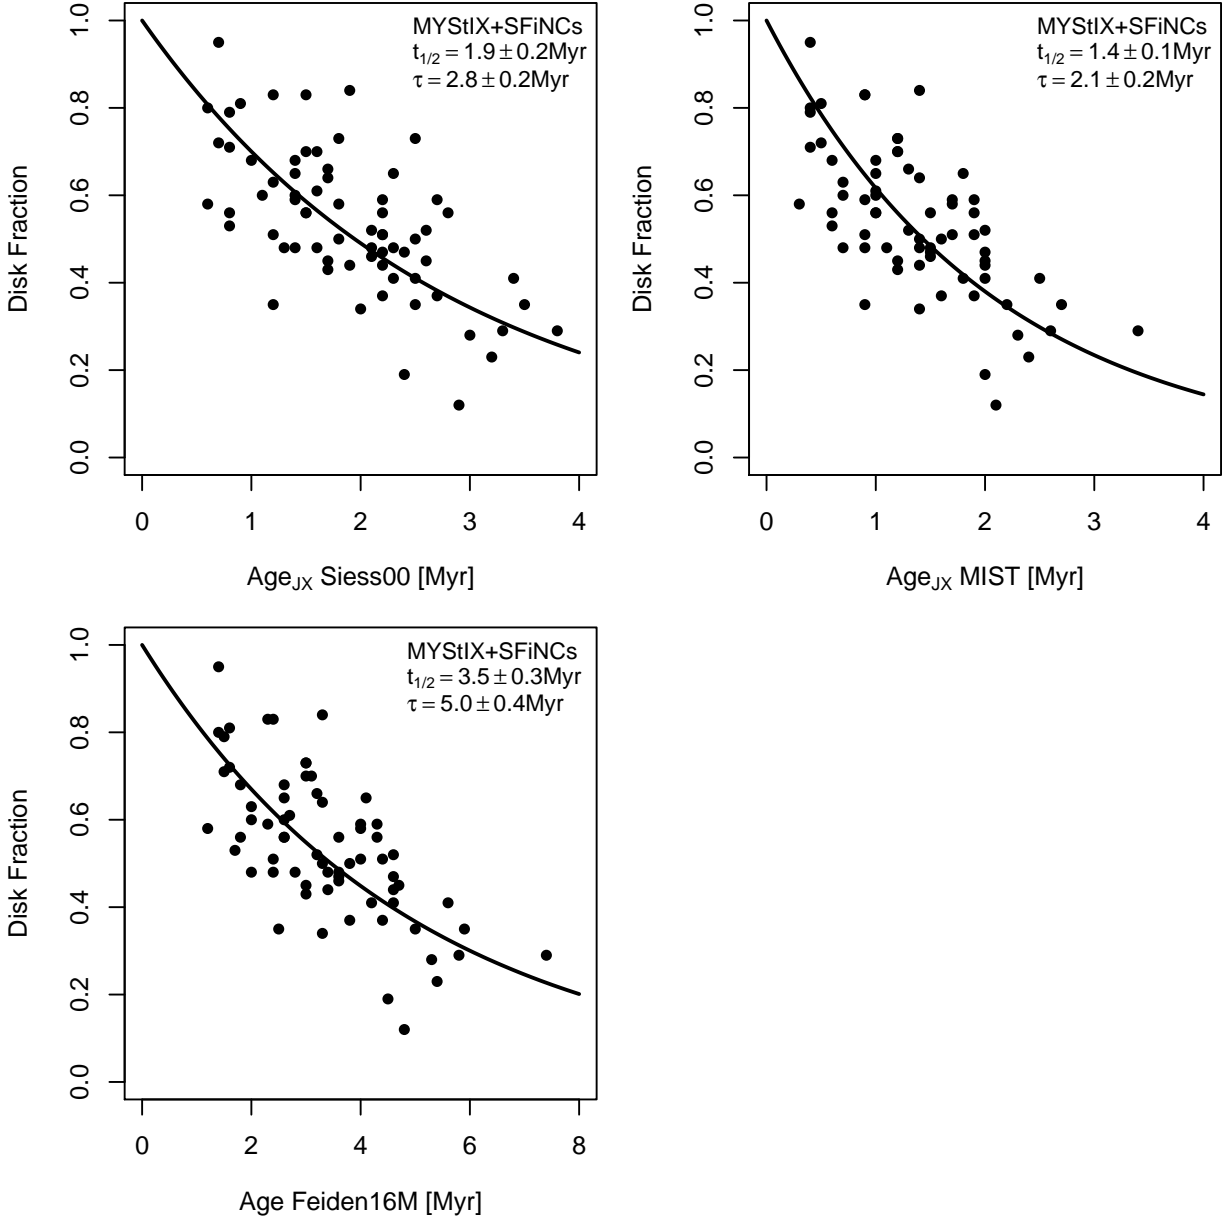 MYStIX+SFiNCs
t1/2 = 1.9 ± 0.2Myr
τ = 2.8 ± 0.2Myr
Disk Fraction
1.0
0.8
0.6
0.4
0.2
0.0
0 1 2 3 4
AgeJX Siess00 [Myr]
MYStIX+SFiNCs
t1/2 = 1.4 ± 0.1Myr
τ = 2.1 ± 0.2Myr
Disk Fraction
1.0
0.8
0.6
0.4
0.2
0.0
0 1 2 3 4
AgeJX MIST [Myr]
MYStIX+SFiNCs
t1/2 = 3.5 ± 0.3Myr
τ = 5.0 ± 0.4Myr
Disk Fraction
1.0
0.8
0.6
0.4
0.2
0.0
0 2 4 6 8
Age Feiden16M [Myr]